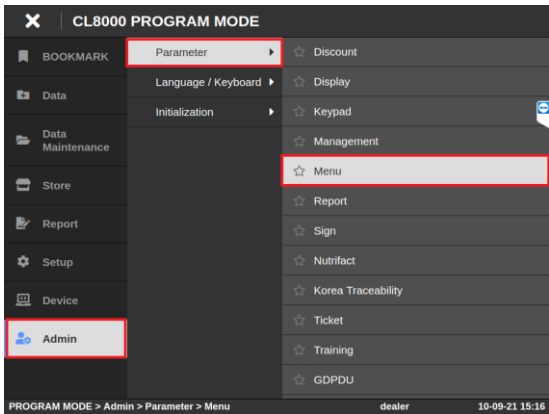 CL8000 PROGRAM MODE
BOOKMARK
Data
Data
Maintenance
Store
Report
Setup
Device
Admin
Parameter
Language / Keyboard
Initialization
Discount
Display
Keypad
Management
Menu
Report
Sign
Nutrifact
Korea Traceability
Ticket
Training
GDPDU
PROGRAM MODE > Admin > Parameter > Menu dealer 10-09-21 15:16